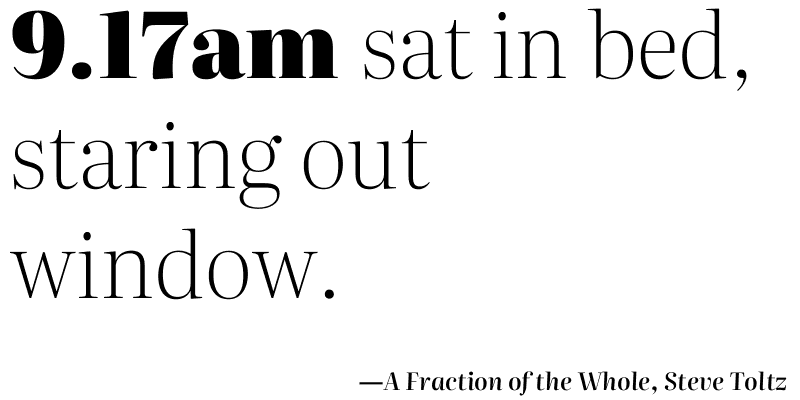 9.17am sat in bed,
staring out
window.
—A Fraction of the Whole, Steve Toltz